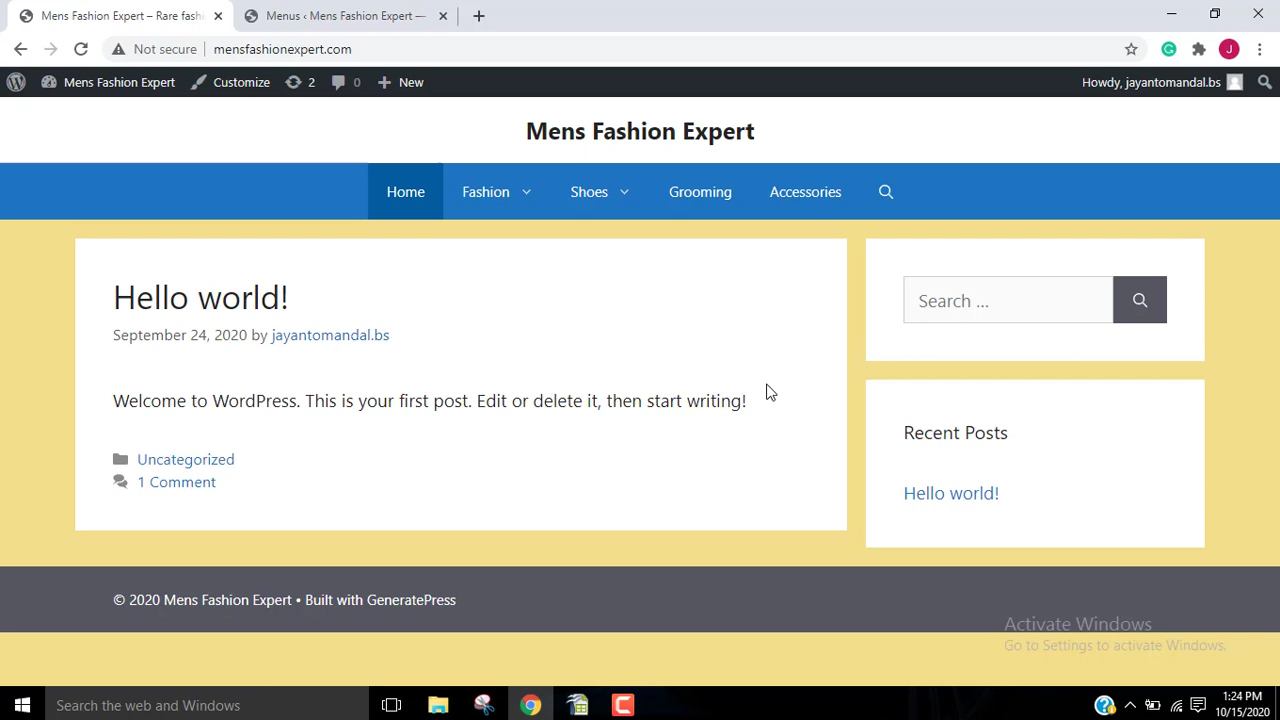 Mens Fashion Expert – Rare fashi
Menus ‹ Mens Fashion Expert —
Not secure
mensfashionexpert.com
J
Mens Fashion Expert
Customize
2
0
New
Howdy, jayantomandal.bs
Mens Fashion Expert
Home
Fashion
Shoes
Grooming
Accessories
Hello world!
September 24, 2020 by jayantomandal.bs
Welcome to WordPress. This is your first post. Edit or delete it, then start writing!
Uncategorized
1 Comment
Search ...
Recent Posts
Hello world!
© 2020 Mens Fashion Expert • Built with GeneratePress
Activate Windows
Go to Settings to activate Windows.
Search the web and Windows
1:24 PM
10/15/2020